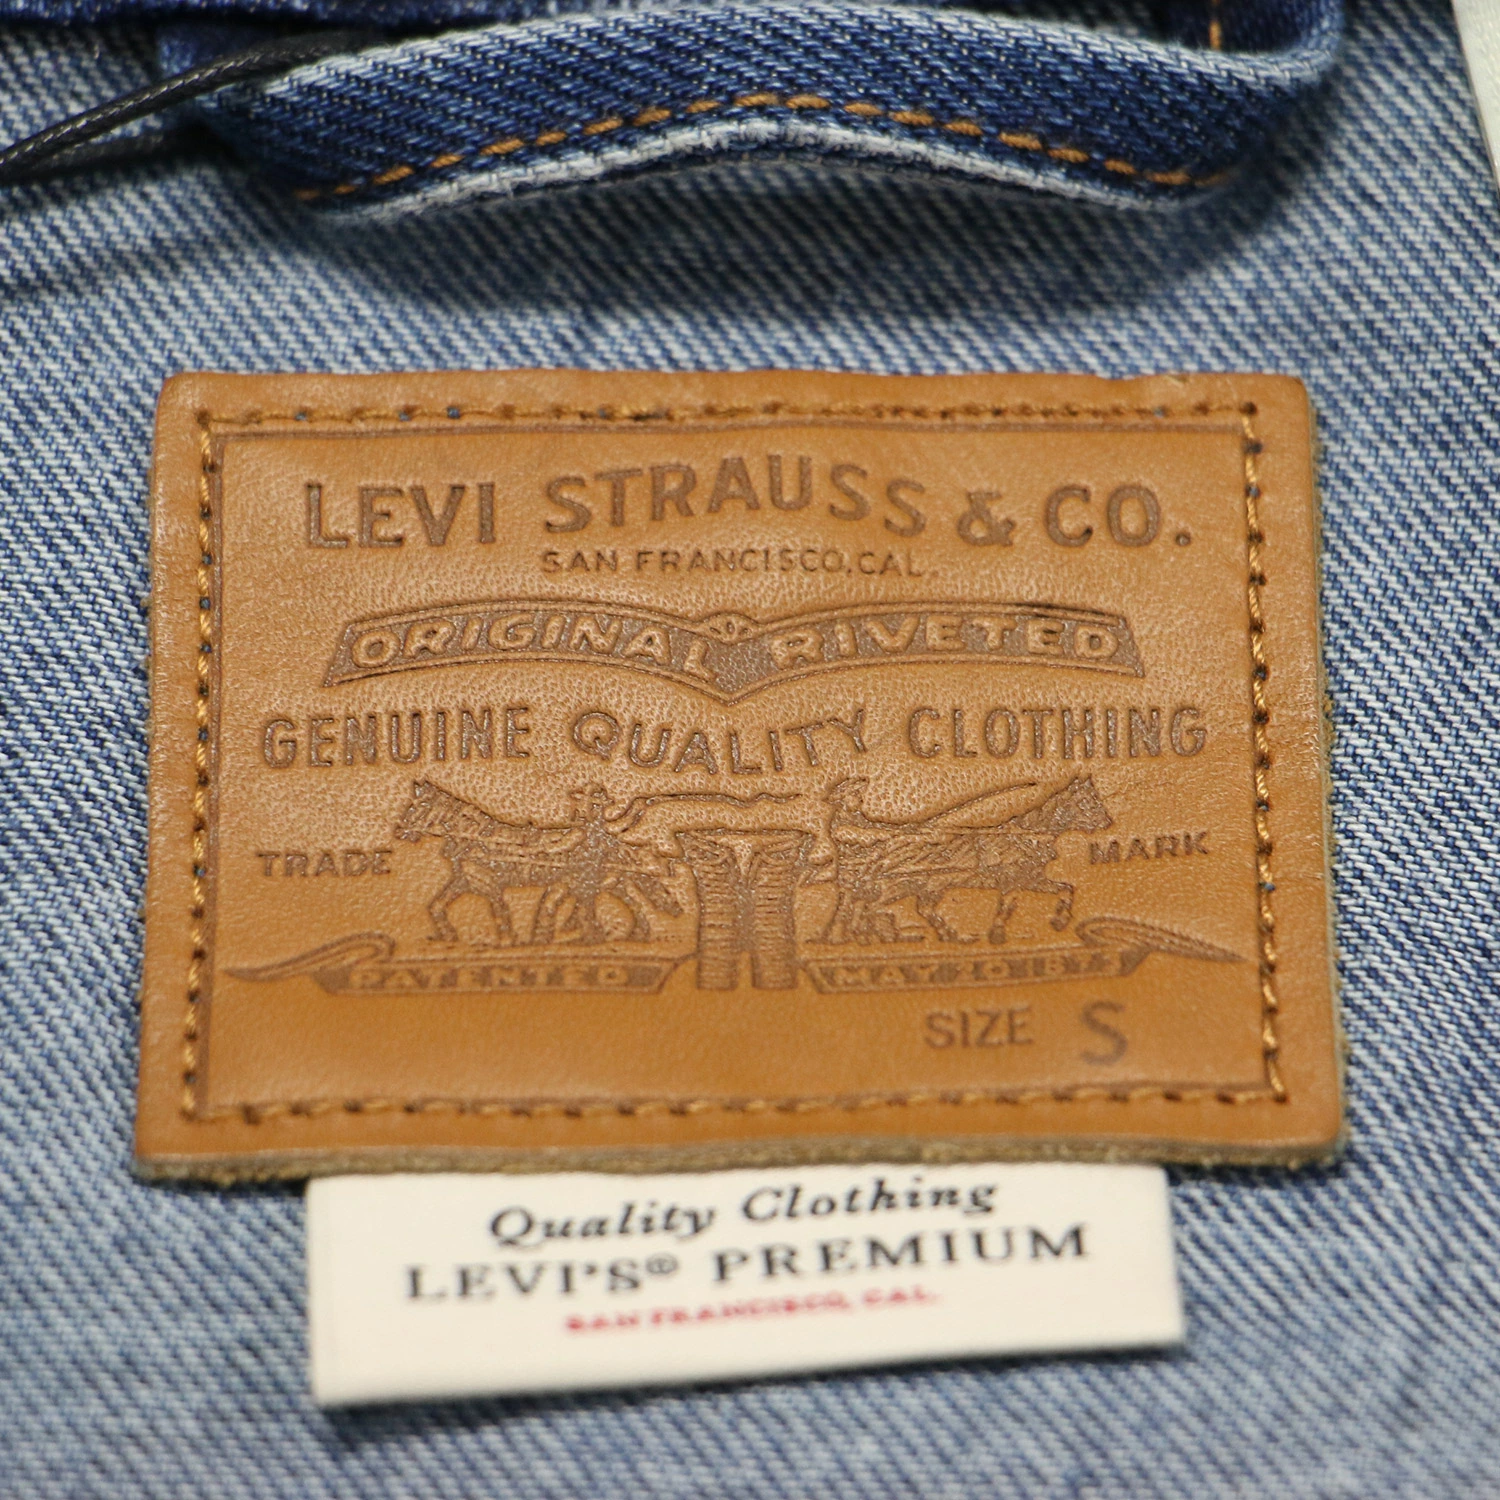 LEVI STRAUSS & CO.
SAN FRANCISCO, CAL.
ORIGINAL RIVETED
GENUINE QUALITY CLOTHING
TRADE MARK
PATENTED MAY 20 1873
SIZE S
Quality Clothing
LEVI'S® PREMIUM
SAN FRANCISCO, CAL.